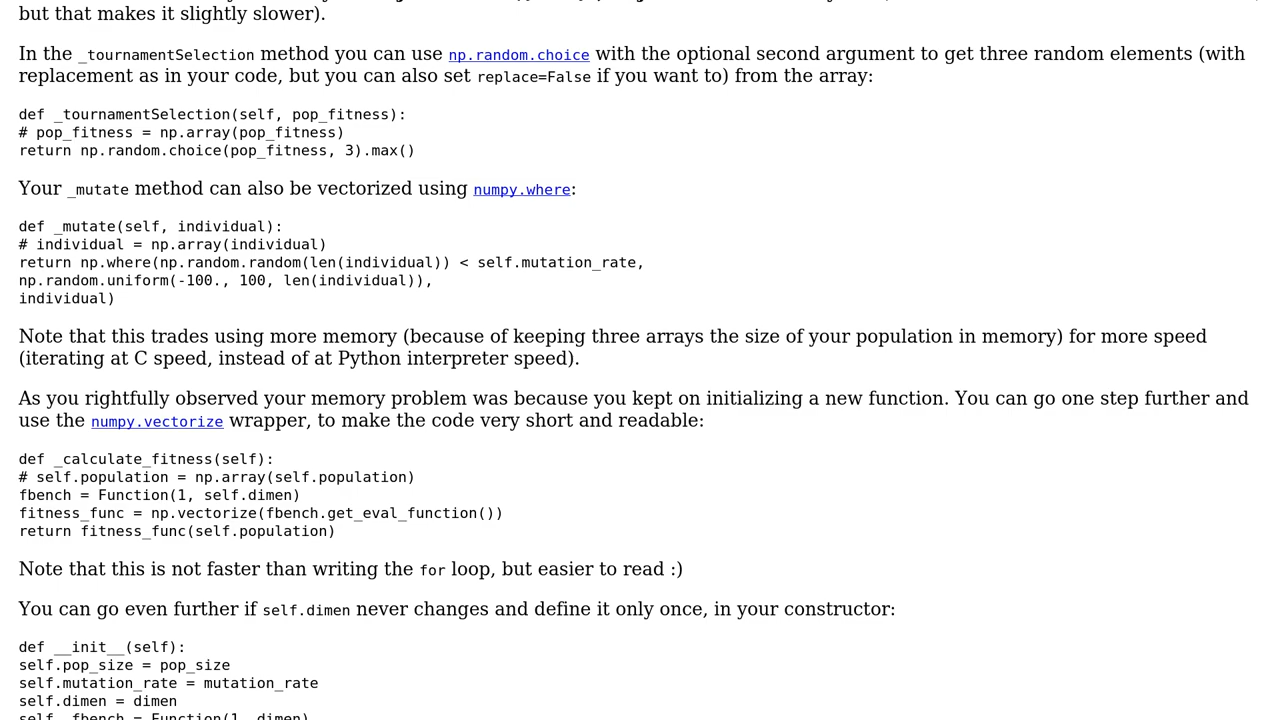 but that makes it slightly slower).
In the _tournamentSelection method you can use np.random.choice with the optional second argument to get three random elements (with
replacement as in your code, but you can also set replace=False if you want to) from the array:
def _tournamentSelection(self, pop_fitness):
# pop_fitness = np.array(pop_fitness)
return np.random.choice(pop_fitness, 3).max()
Your _mutate method can also be vectorized using numpy.where:
def _mutate(self, individual):
# individual = np.array(individual)
return np.where(np.random.random(len(individual)) < self.mutation_rate,
np.random.uniform(-100., 100, len(individual)),
individual)
Note that this trades using more memory (because of keeping three arrays the size of your population in memory) for more speed
(iterating at C speed, instead of at Python interpreter speed).
As you rightfully observed your memory problem was because you kept on initializing a new function. You can go one step further and
use the numpy.vectorize wrapper, to make the code very short and readable:
def _calculate_fitness(self):
# self.population = np.array(self.population)
fbench = Function(1, self.dimen)
fitness_func = np.vectorize(fbench.get_eval_function())
return fitness_func(self.population)
Note that this is not faster than writing the for loop, but easier to read :)
You can go even further if self.dimen never changes and define it only once, in your constructor:
def __init__(self):
self.pop_size = pop_size
self.mutation_rate = mutation_rate
self.dimen = dimen
self._fbench = Function(1, dimen)